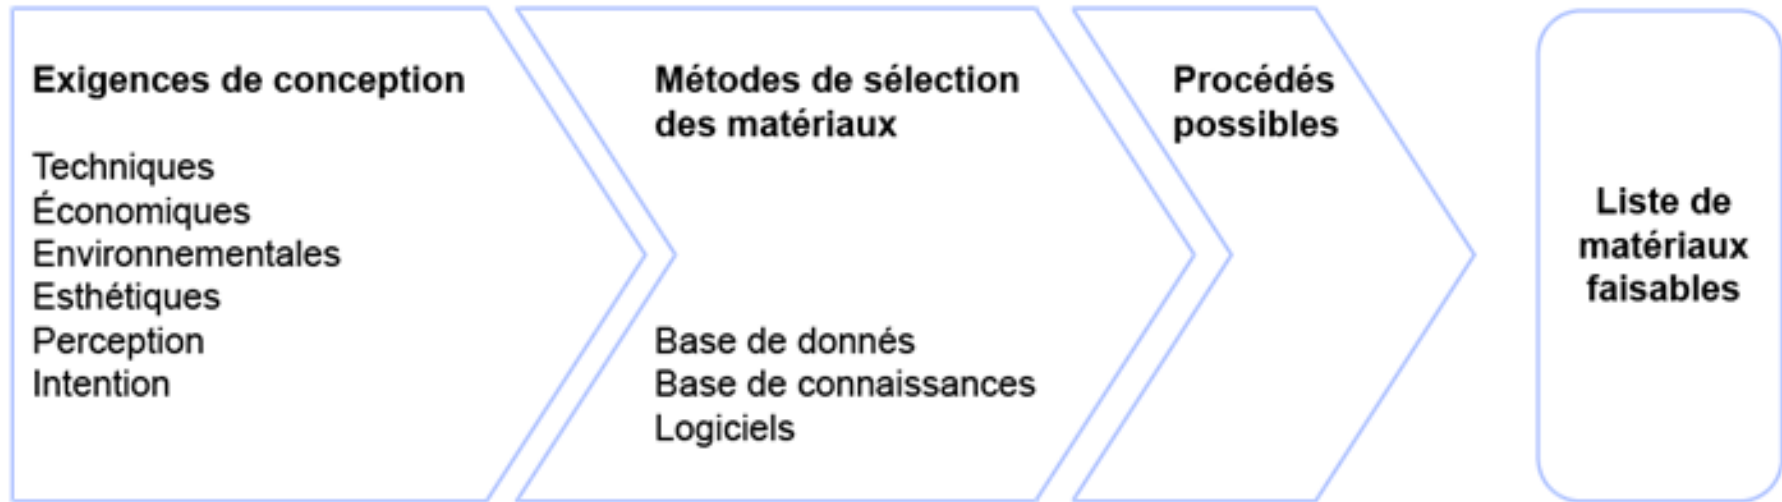 Exigences de conception
Techniques
Économiques
Environnementales
Esthétiques
Perception
Intention
Métodes de sélection
des matériaux
Base de donnés
Base de connaissances
Logiciels
Procédés
possibles
Liste de
matériaux
faisables